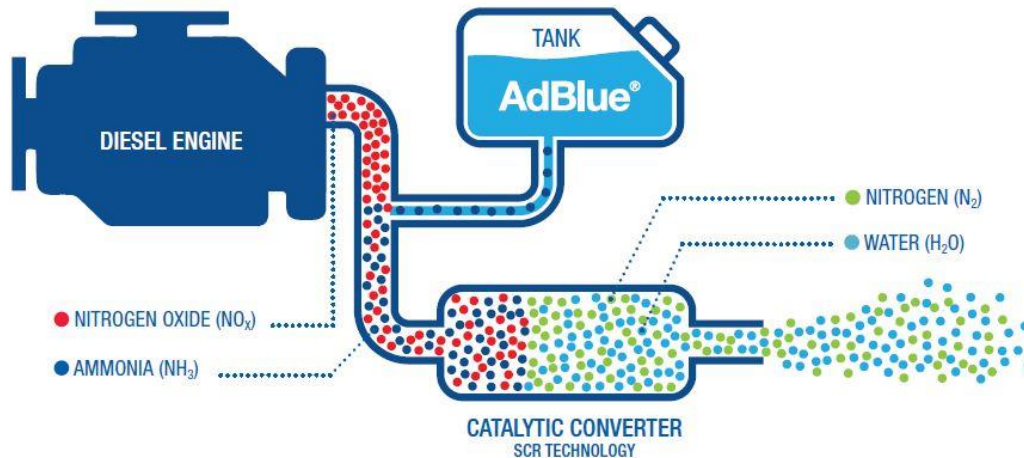 TANK
AdBlue®
DIESEL ENGINE
NITROGEN (N₂)
WATER (H₂O)
NITROGEN OXIDE (NOₓ)
AMMONIA (NH₃)
CATALYTIC CONVERTER
SCR TECHNOLOGY